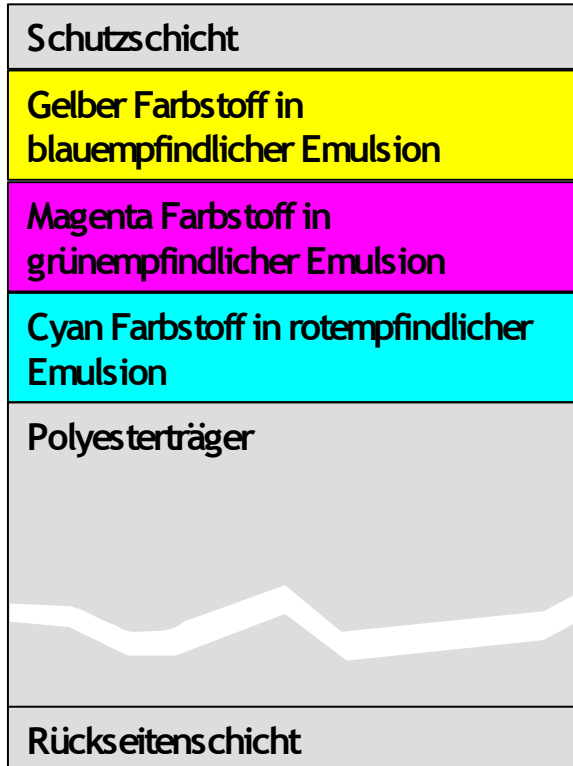 Schutzschicht
Gelber Farbstoff in
blauempfindlicher Emulsion
Magenta Farbstoff in
grünempfindlicher Emulsion
Cyan Farbstoff in rotempfindlicher
Emulsion
Polyesterträger
Rückseitenschicht